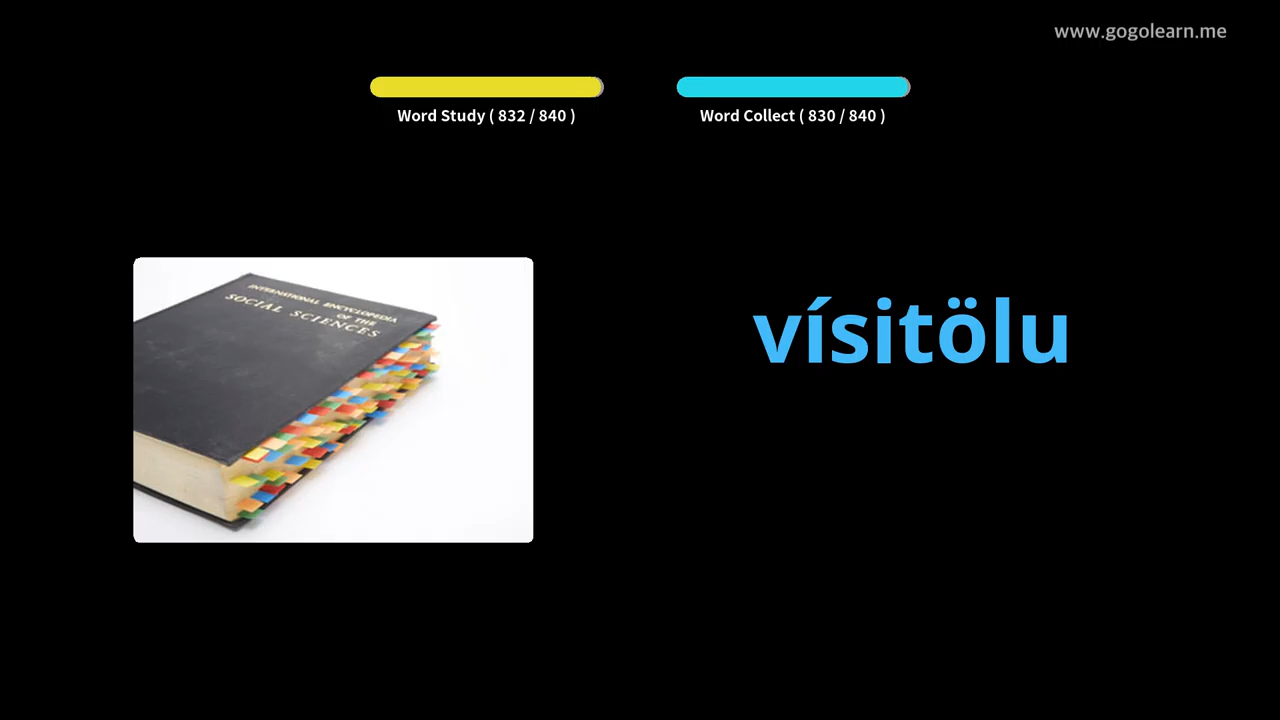 www.gogolearn.me
Word Study ( 832 / 840 )
Word Collect ( 830 / 840 )
INTERNATIONAL ENCYCLOPEDIA
OF THE
SOCIAL SCIENCES
vísitölu